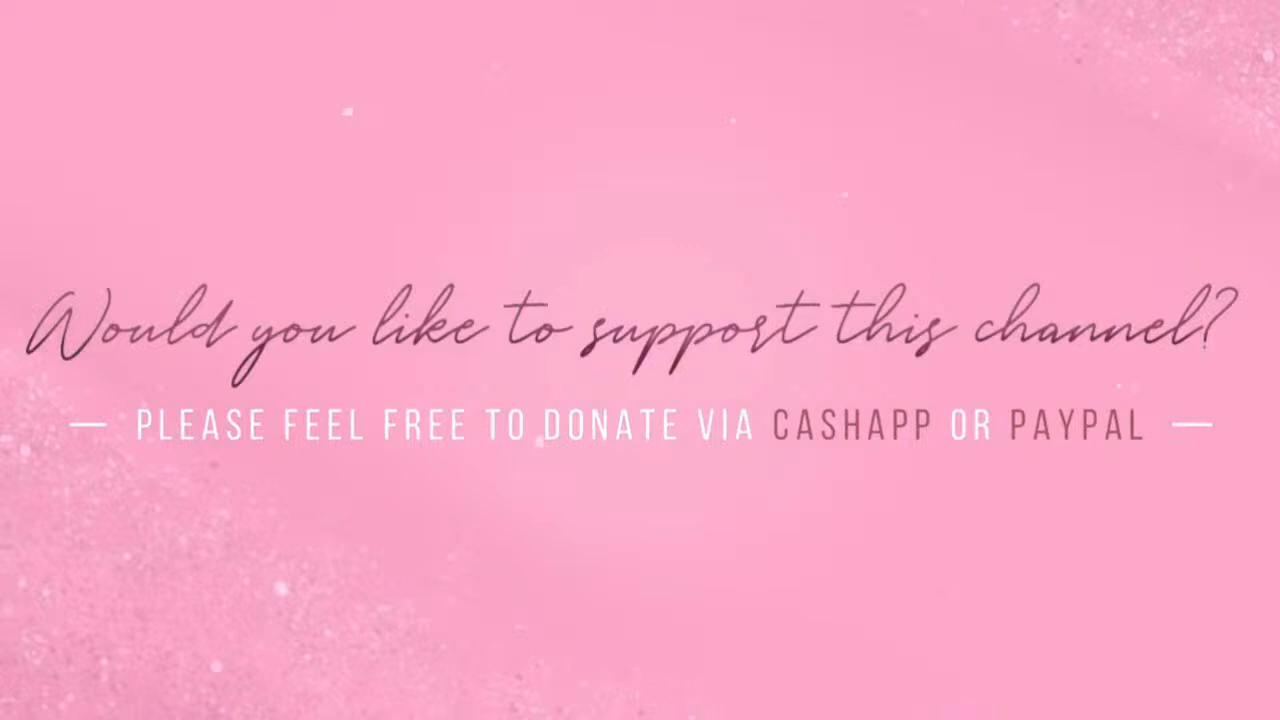 Would you like to support this channel?
— PLEASE FEEL FREE TO DONATE VIA CASHAPP OR PAYPAL —